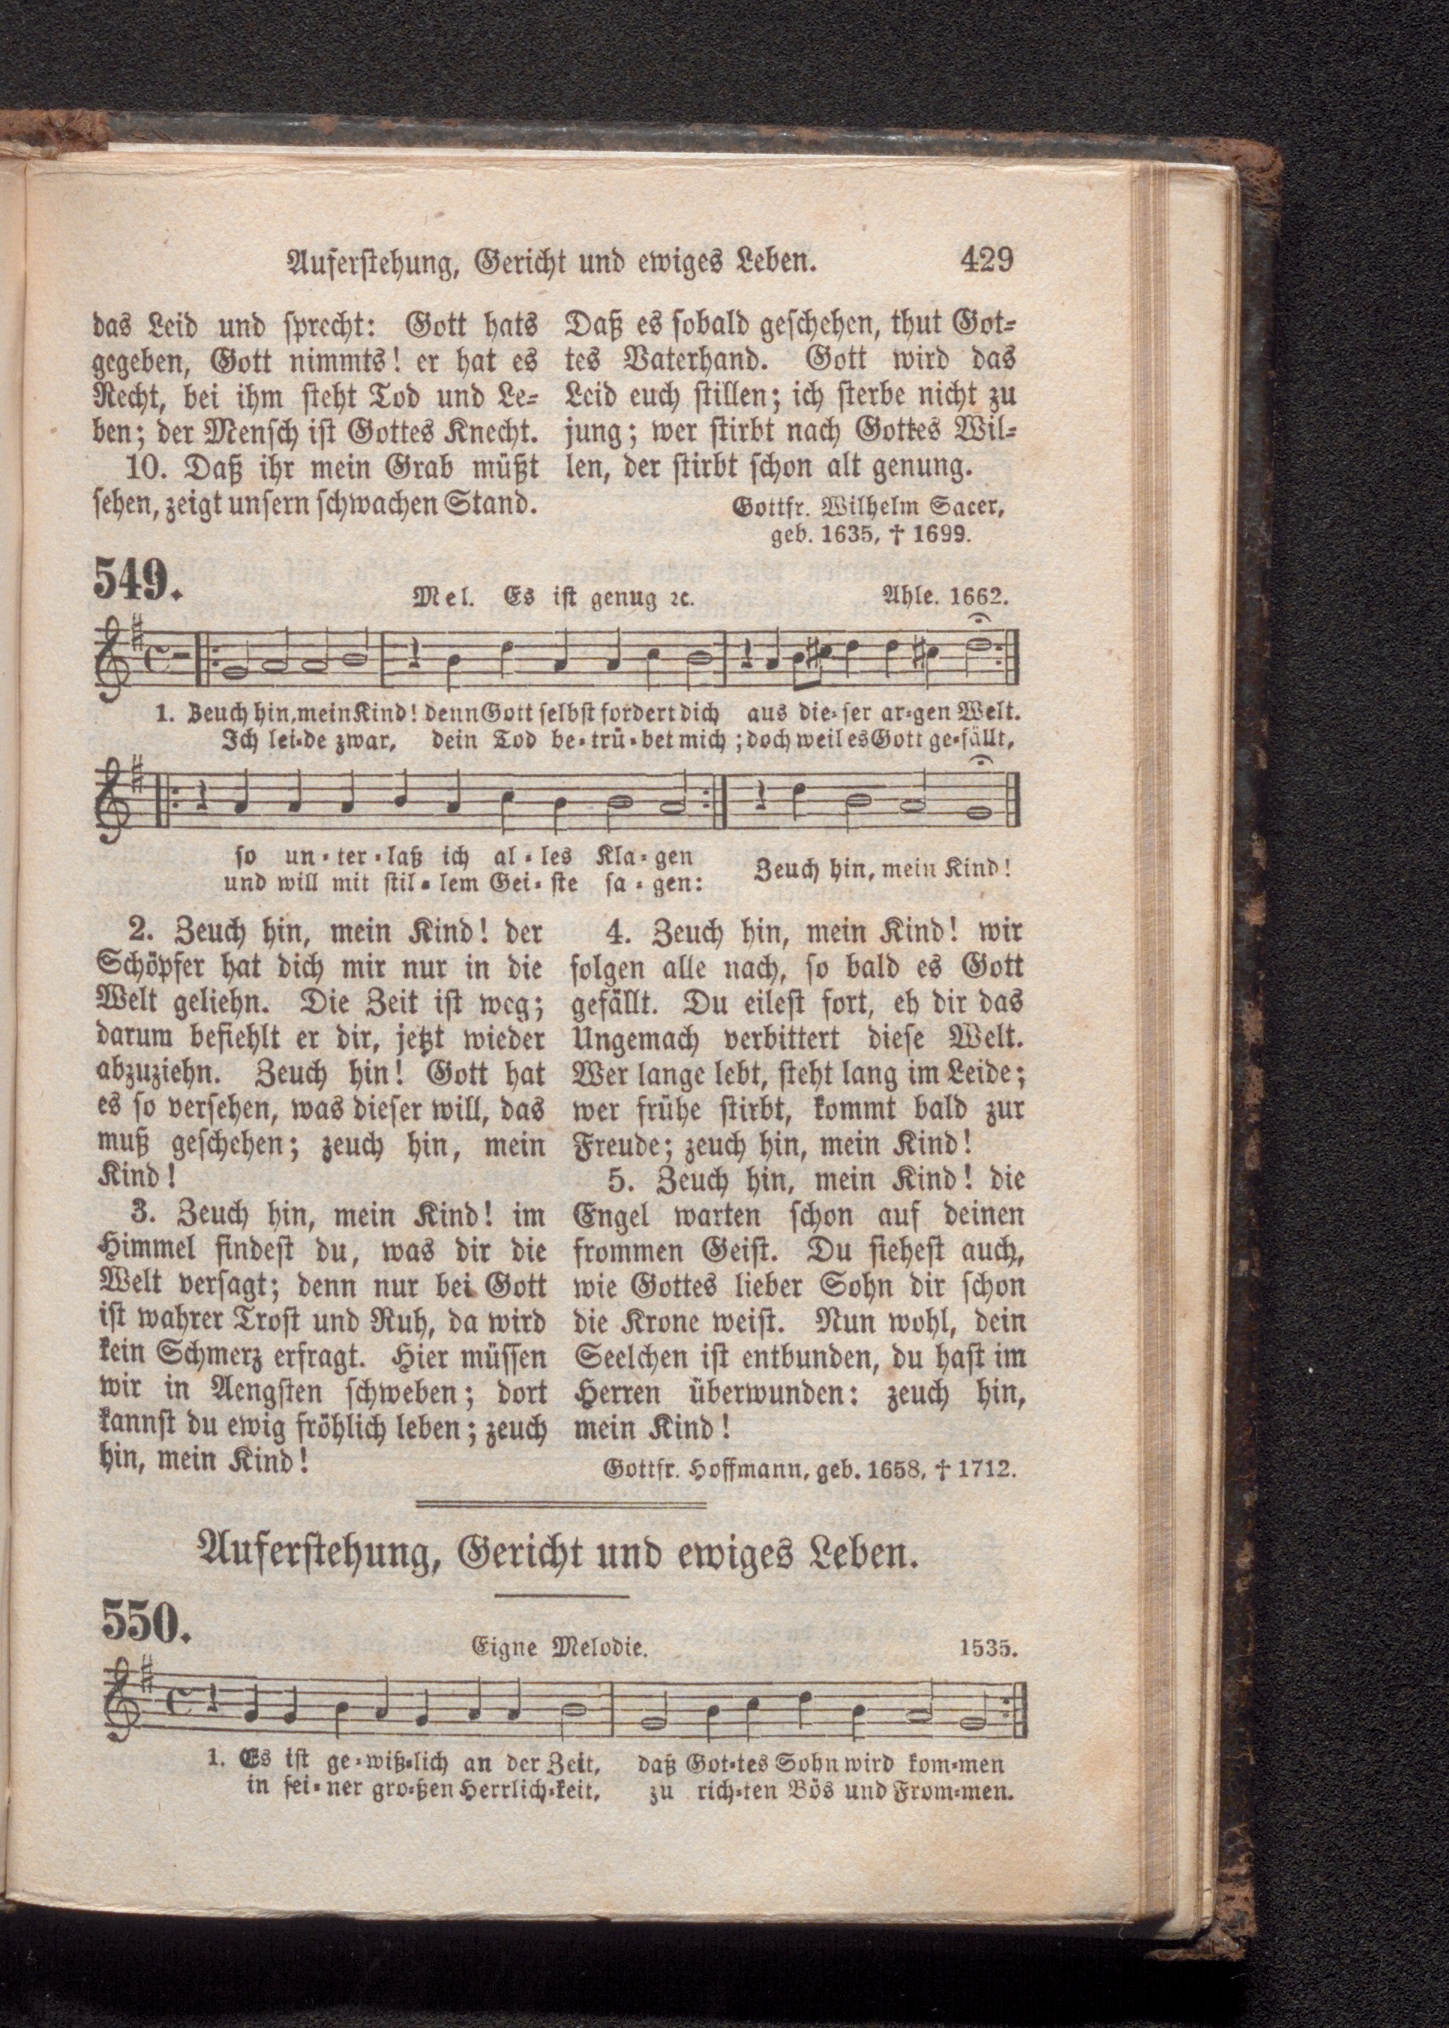 Auferstehung, Gericht und ewiges Leben. 429
das Leid und sprecht: Gott hats
gegeben, Gott nimmts! er hat es
Recht, bei ihm steht Tod und Le-
ben; der Mensch ist Gottes Knecht.
10. Daß ihr mein Grab müßt
sehen, zeigt unsern schwachen Stand.
Daß es sobald geschehen, thut Got-
tes Vaterhand. Gott wird das
Leid euch stillen; ich sterbe nicht zu
jung; wer stirbt nach Gottes Wil-
len, der stirbt schon alt genung.
Gottfr. Wilhelm Sacer,
geb. 1635, † 1699.
549.
Mel. Es ist genug ꝛc. Ahle. 1662.
1. Zeuch hin, mein Kind! denn Gott selbst fordert dich aus die-ser ar-gen Welt.
Ich lei-de zwar, dein Tod be-trü-bet mich; doch weil es Gott ge-fällt,
so un-ter-laß ich al-les Kla-gen
und will mit stil-lem Gei-ste sa-gen:
Zeuch hin, mein Kind!
2. Zeuch hin, mein Kind! der
Schöpfer hat dich mir nur in die
Welt geliehn. Die Zeit ist weg;
darum befiehlt er dir, jetzt wieder
abzuziehn. Zeuch hin! Gott hat
es so versehen, was dieser will, das
muß geschehen; zeuch hin, mein
Kind!
3. Zeuch hin, mein Kind! im
Himmel findest du, was dir die
Welt versagt; denn nur bei Gott
ist wahrer Trost und Ruh, da wird
kein Schmerz erfragt. Hier müssen
wir in Aengsten schweben; dort
kannst du ewig fröhlich leben; zeuch
hin, mein Kind!
4. Zeuch hin, mein Kind! wir
folgen alle nach, so bald es Gott
gefällt. Du eilest fort, eh dir das
Ungemach verbittert diese Welt.
Wer lange lebt, steht lang im Leide;
wer frühe stirbt, kommt bald zur
Freude; zeuch hin, mein Kind!
5. Zeuch hin, mein Kind! die
Engel warten schon auf deinen
frommen Geist. Du siehest auch,
wie Gottes lieber Sohn dir schon
die Krone weist. Nun wohl, dein
Seelchen ist entbunden, du hast im
Herren überwunden: zeuch hin,
mein Kind!
Gottfr. Hoffmann, geb. 1658, † 1712.
Auferstehung, Gericht und ewiges Leben.
550.
Eigne Melodie. 1535.
1. Es ist ge-wiß-lich an der Zeit, daß Got-tes Sohn wird kom-men
in sei-ner gro-ßen Herrlich-keit, zu rich-ten Bös und From-men.